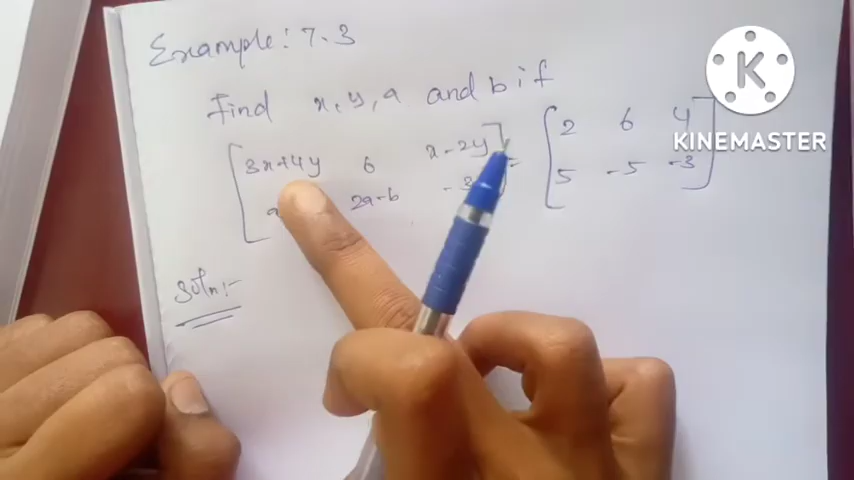 Example: 7.3
Find x, y, a and b if
[3x+4y 6 x-2y] = [2 6 4]
[a 2a-b -3] [5 -5 -3]
Soln:-
K
KINEMASTER